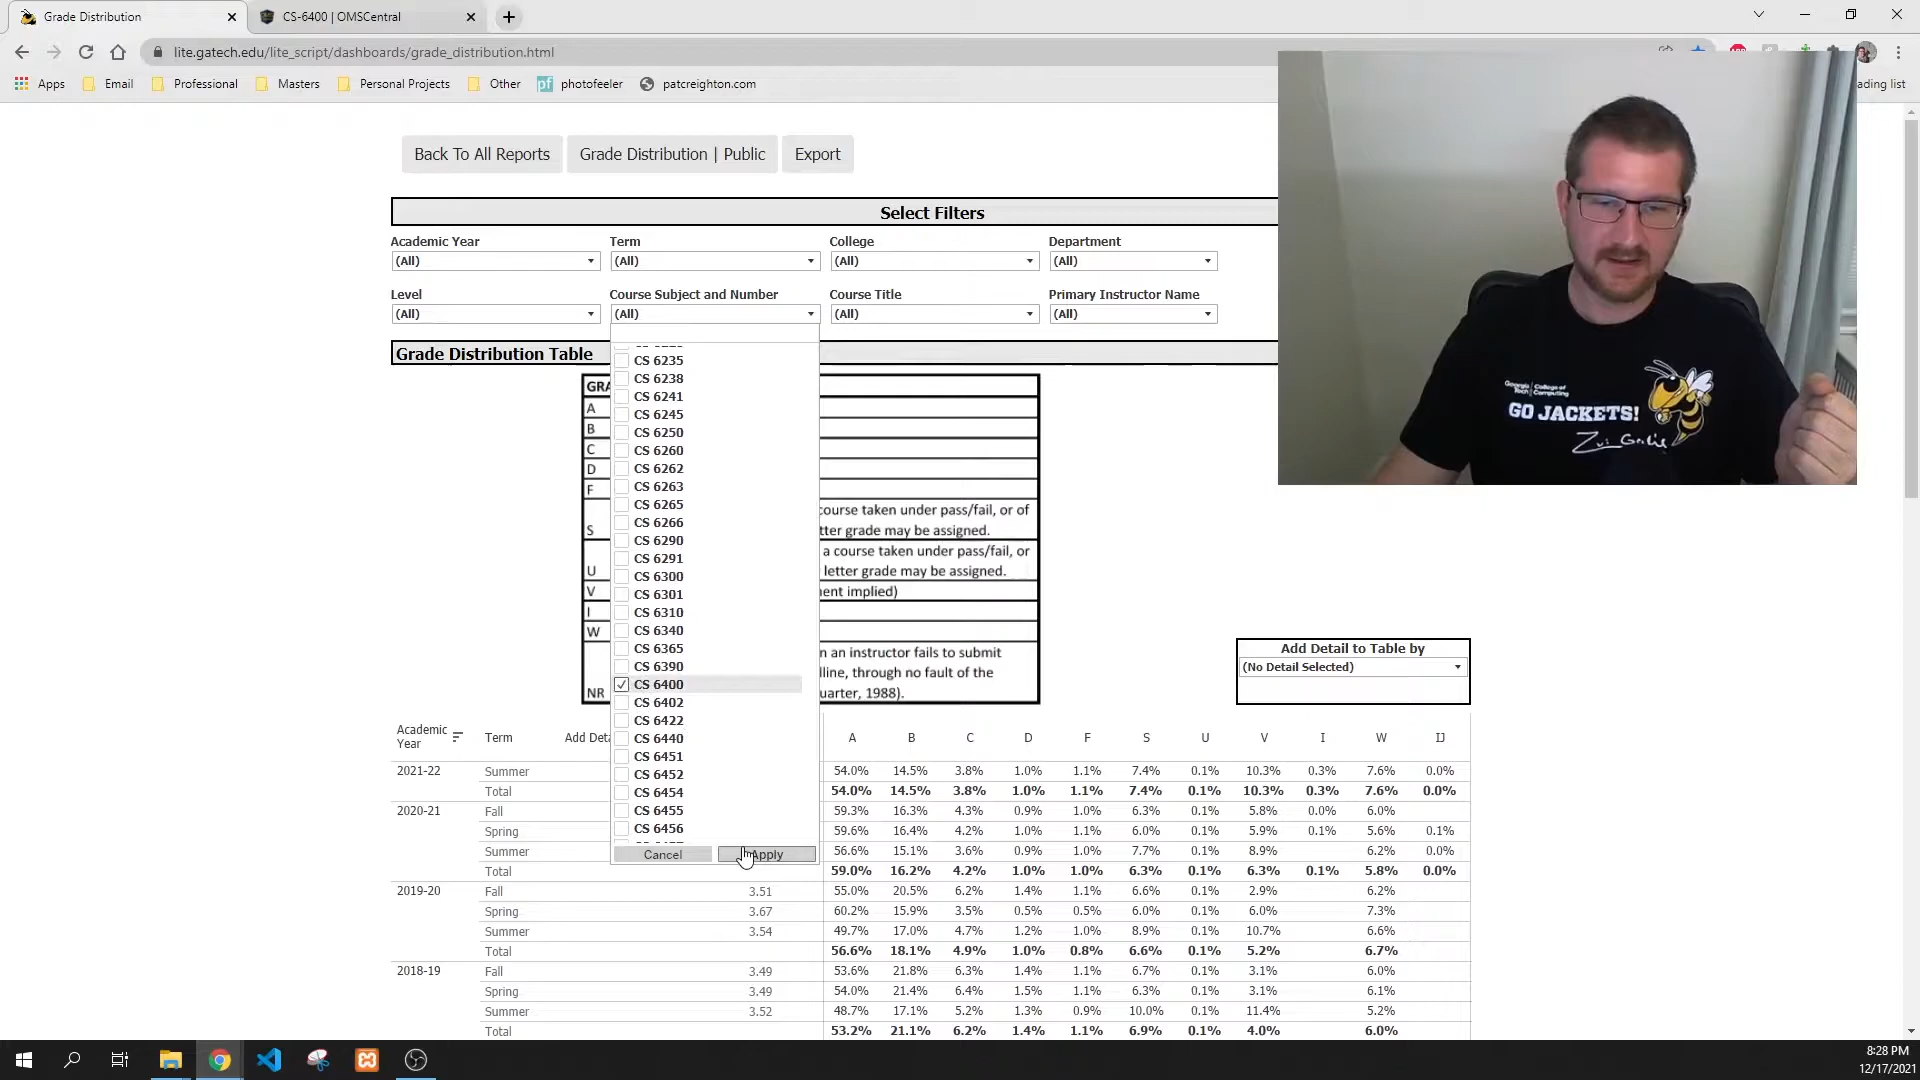 Grade Distribution
CS-6400 | OMSCentral
lite.gatech.edu/lite_script/dashboards/grade_distribution.html
Apps Email Professional Masters Personal Projects Other pf photofeeler patcreighton.com ading list
Back To All Reports Grade Distribution | Public Export
Select Filters
Academic Year Term College Department
(All) (All) (All) (All)
Level Course Subject and Number Course Title Primary Instructor Name
(All) (All) (All) (All)
Grade Distribution Table
GRA
A
B
C
D
F
S
U
V
I
W
NR
course taken under pass/fail, or of
tter grade may be assigned.
a course taken under pass/fail, or
letter grade may be assigned.
nent implied)
n an instructor fails to submit
lline, through no fault of the
uarter, 1988).
CS 6235
CS 6238
CS 6241
CS 6245
CS 6250
CS 6260
CS 6262
CS 6263
CS 6265
CS 6266
CS 6290
CS 6291
CS 6300
CS 6301
CS 6310
CS 6340
CS 6365
CS 6390
CS 6400
CS 6402
CS 6422
CS 6440
CS 6451
CS 6452
CS 6454
CS 6455
CS 6456
Cancel Apply
Georgia Tech College of Computing
GO JACKETS!
Add Detail to Table by
(No Detail Selected)
Academic Year Term Add Deta A B C D F S U V I W IJ
2021-22 Summer 54.0% 14.5% 3.8% 1.0% 1.1% 7.4% 0.1% 10.3% 0.3% 7.6% 0.0%
Total 54.0% 14.5% 3.8% 1.0% 1.1% 7.4% 0.1% 10.3% 0.3% 7.6% 0.0%
2020-21 Fall 59.3% 16.3% 4.3% 0.9% 1.0% 6.3% 0.1% 5.8% 0.0% 6.0%
Spring 59.6% 16.4% 4.2% 1.0% 1.1% 6.0% 0.1% 5.9% 0.1% 5.6% 0.1%
Summer 56.6% 15.1% 3.6% 0.9% 1.0% 7.7% 0.1% 8.9% 6.2% 0.0%
Total 59.0% 16.2% 4.2% 1.0% 1.0% 6.3% 0.1% 6.3% 0.1% 5.8% 0.0%
2019-20 Fall 3.51 55.0% 20.5% 6.2% 1.4% 1.1% 6.6% 0.1% 2.9% 6.2%
Spring 3.67 60.2% 15.9% 3.5% 0.5% 0.5% 6.0% 0.1% 6.0% 7.3%
Summer 3.54 49.7% 17.0% 4.7% 1.2% 1.0% 8.9% 0.1% 10.7% 6.6%
Total 56.6% 18.1% 4.9% 1.0% 0.8% 6.6% 0.1% 5.2% 6.7%
2018-19 Fall 3.49 53.6% 21.8% 6.3% 1.4% 1.1% 6.7% 0.1% 3.1% 6.0%
Spring 3.49 54.0% 21.4% 6.4% 1.5% 1.1% 6.3% 0.1% 3.1% 6.1%
Summer 3.52 48.7% 17.1% 5.2% 1.3% 0.9% 10.0% 0.1% 11.4% 5.2%
Total 53.2% 21.1% 6.2% 1.4% 1.1% 6.9% 0.1% 4.0% 6.0%
8:28 PM
12/17/2021